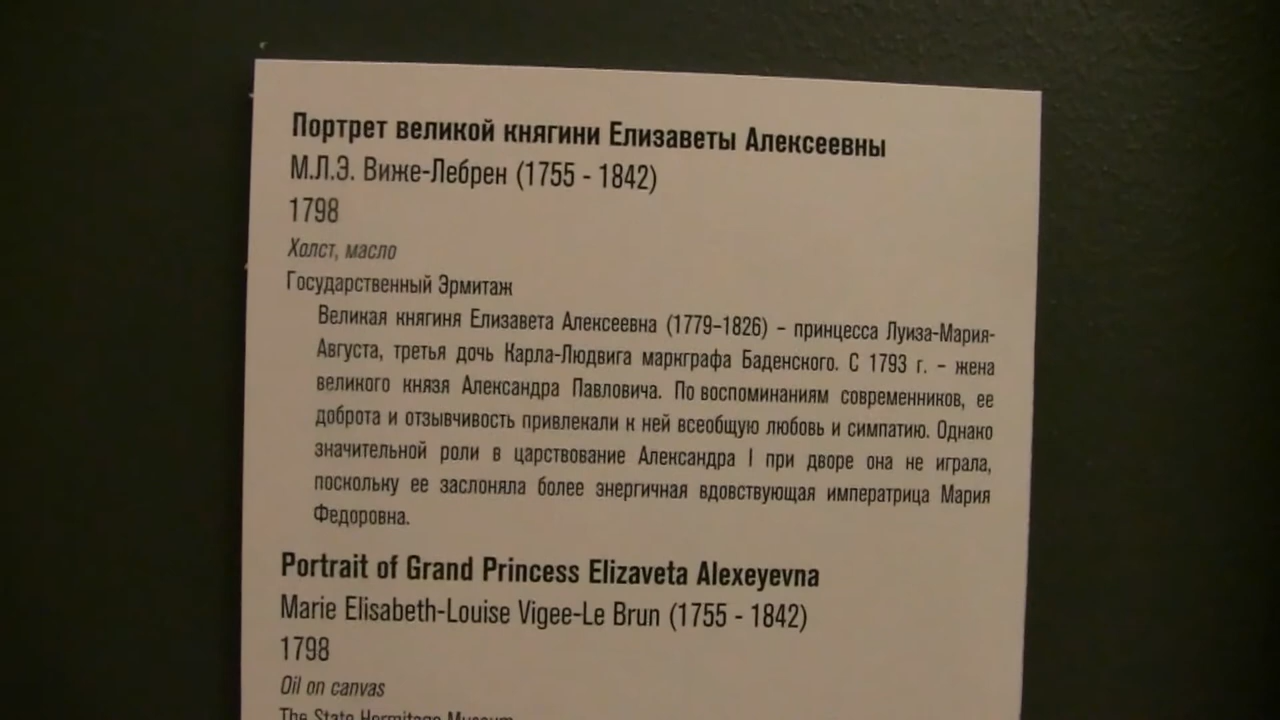 Портрет великой княгини Елизаветы Алексеевны
М.Л.Э. Виже-Лебрен (1755 - 1842)
1798
Холст, масло
Государственный Эрмитаж
Великая княгиня Елизавета Алексеевна (1779–1826) – принцесса Луиза-Мария-
Августа, третья дочь Карла-Людвига маркграфа Баденского. С 1793 г. – жена
великого князя Александра Павловича. По воспоминаниям современников, ее
доброта и отзывчивость привлекали к ней всеобщую любовь и симпатию. Однако
значительной роли в царствование Александра I при дворе она не играла,
поскольку ее заслоняла более энергичная вдовствующая императрица Мария
Федоровна.
Portrait of Grand Princess Elizaveta Alexeyevna
Marie Elisabeth-Louise Vigee-Le Brun (1755 - 1842)
1798
Oil on canvas
The State Hermitage Museum